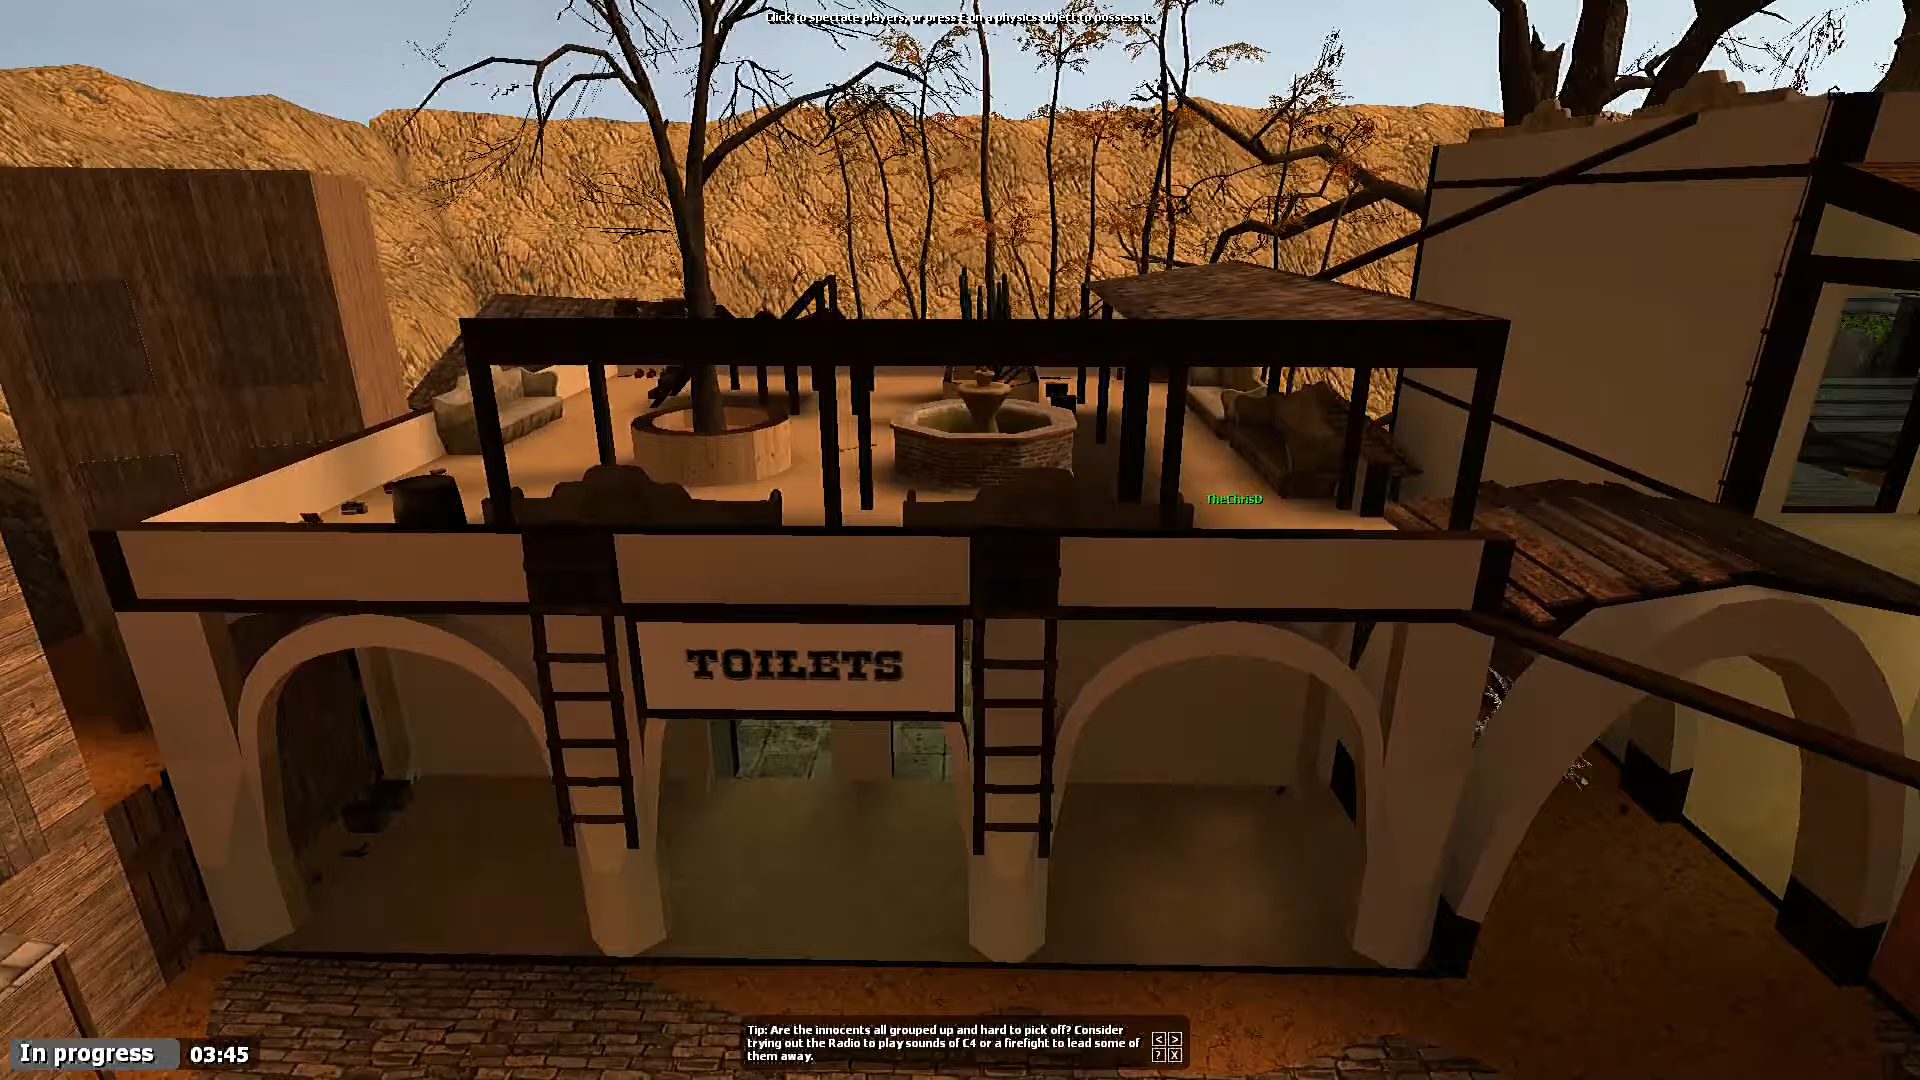 Click to spectate players, or press E on a physics object to possess it.
TheChrisD
TOILETS
Tip: Are the innocents all grouped up and hard to pick off? Consider
trying out the Radio to play sounds of C4 or a firefight to lead some of
them away.
< >
? X
In progress 03:45